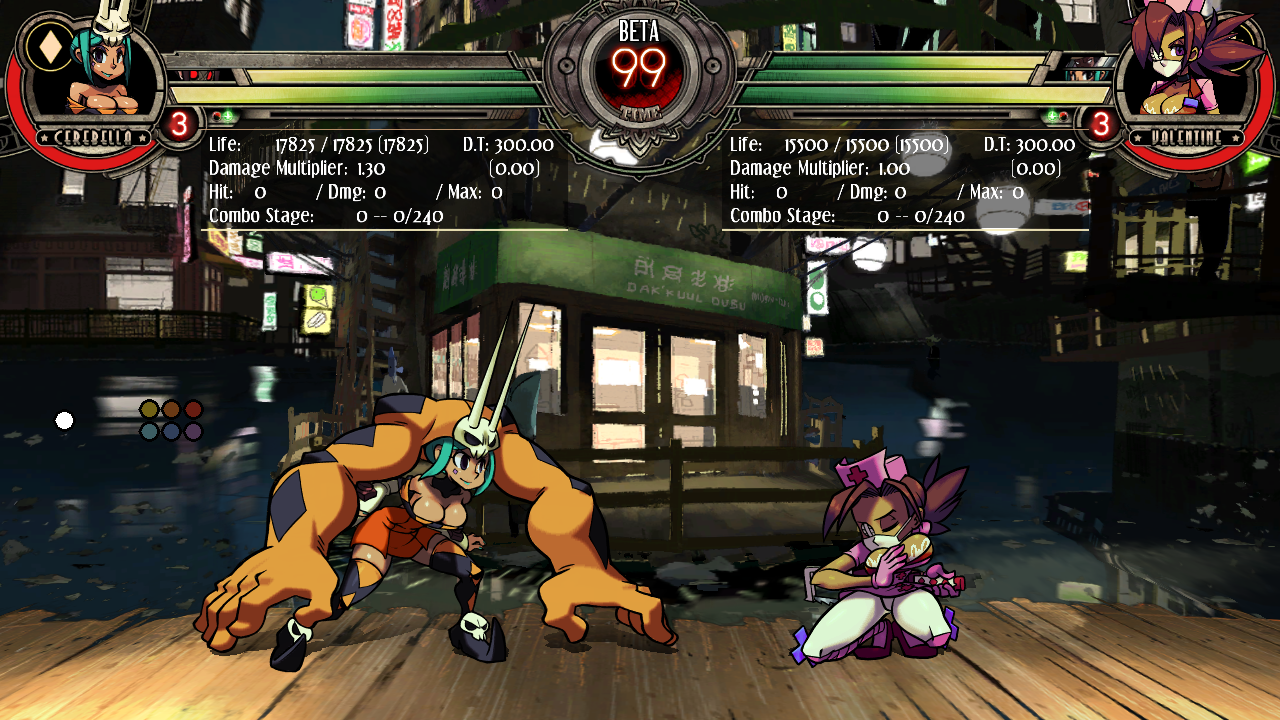 BETA
99
TIME
CEREBELLA
3
3
VALENTINE
Life: 17825 / 17825 (17825) D.T: 300.00
Damage Multiplier: 1.30 (0.00)
Hit: 0 / Dmg: 0 / Max: 0
Combo Stage: 0 -- 0/240
Life: 15500 / 15500 (15500) D.T: 300.00
Damage Multiplier: 1.00 (0.00)
Hit: 0 / Dmg: 0 / Max: 0
Combo Stage: 0 -- 0/240
DAK'KUUL OUSU